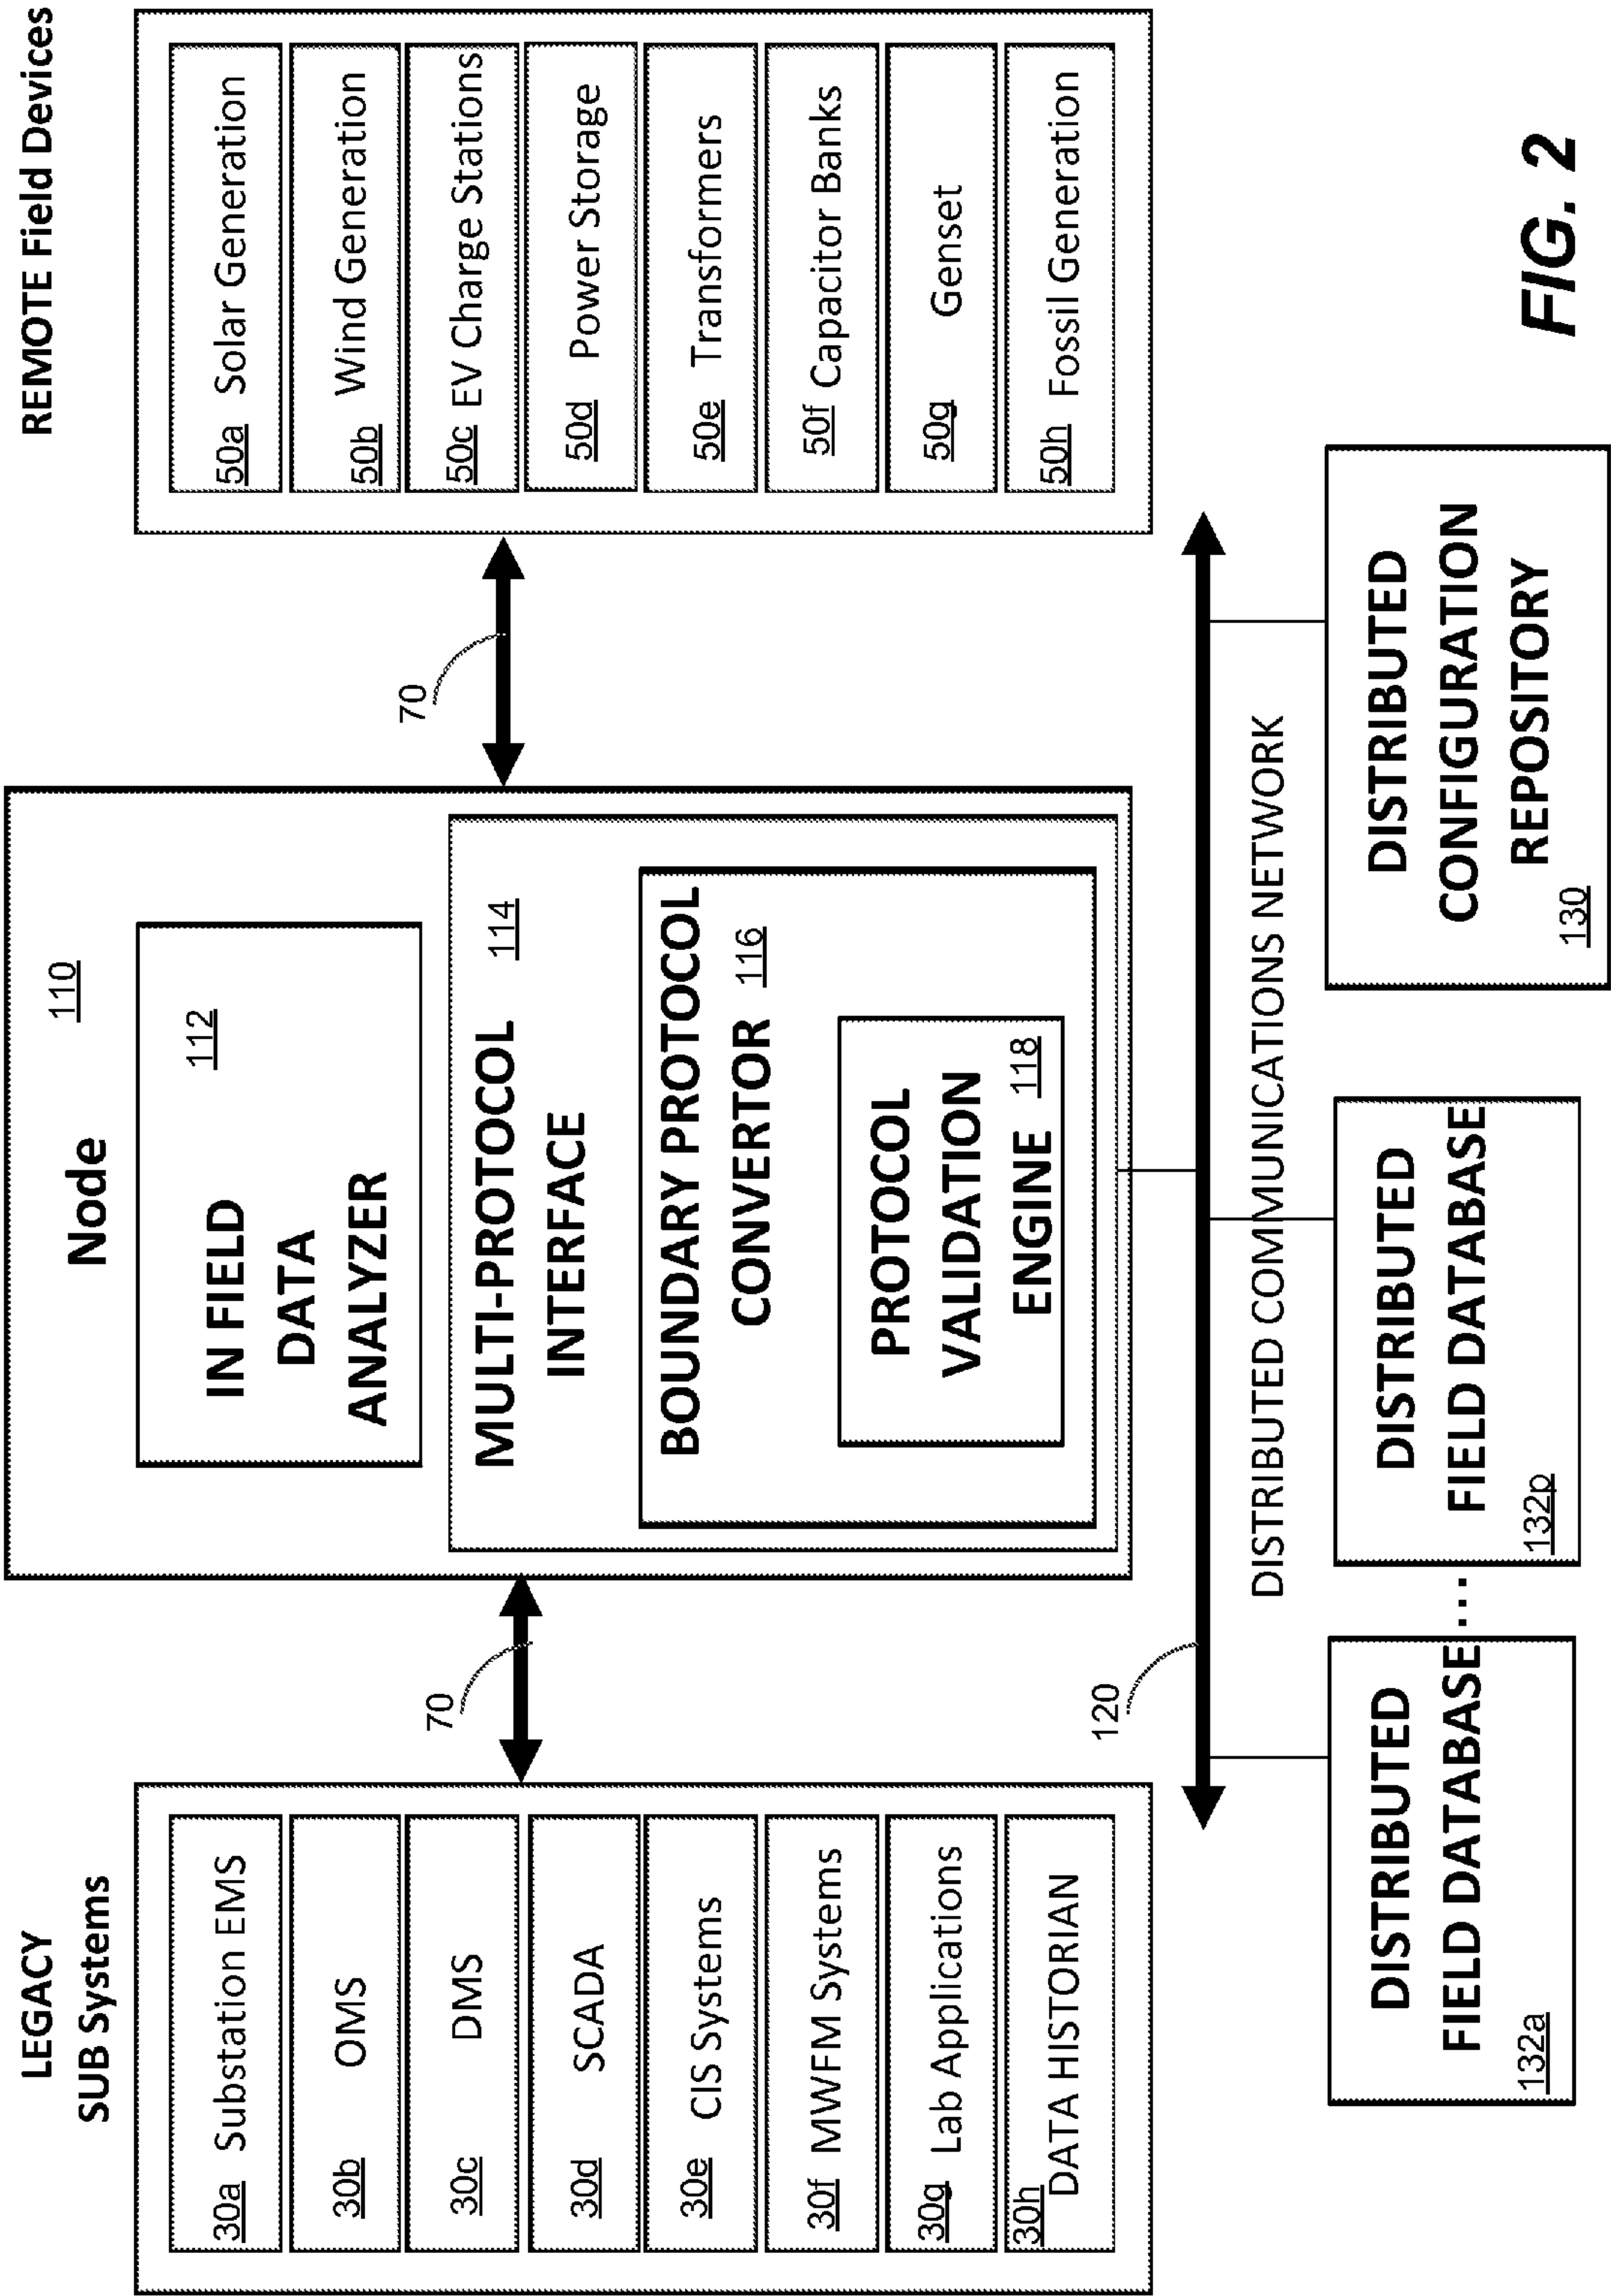 LEGACY
SUB Systems
30a Substation EMS
30b OMS
30c DMS
30d SCADA
30e CIS Systems
30f MWFM Systems
30g Lab Applications
30h DATA HISTORIAN
70
Node
110
112
IN FIELD
DATA
ANALYZER
MULTI-PROTOCOL 114
INTERFACE
BOUNDARY PROTOCOL
CONVERTOR 116
PROTOCOL
VALIDATION
ENGINE 118
70
REMOTE Field Devices
50a Solar Generation
50b Wind Generation
50c EV Charge Stations
50d Power Storage
50e Transformers
50f Capacitor Banks
50g Genset
50h Fossil Generation
120
DISTRIBUTED COMMUNICATIONS NETWORK
DISTRIBUTED
FIELD DATABASE
132a
...
DISTRIBUTED
FIELD DATABASE
132p
DISTRIBUTED
CONFIGURATION
REPOSITORY
130
FIG. 2